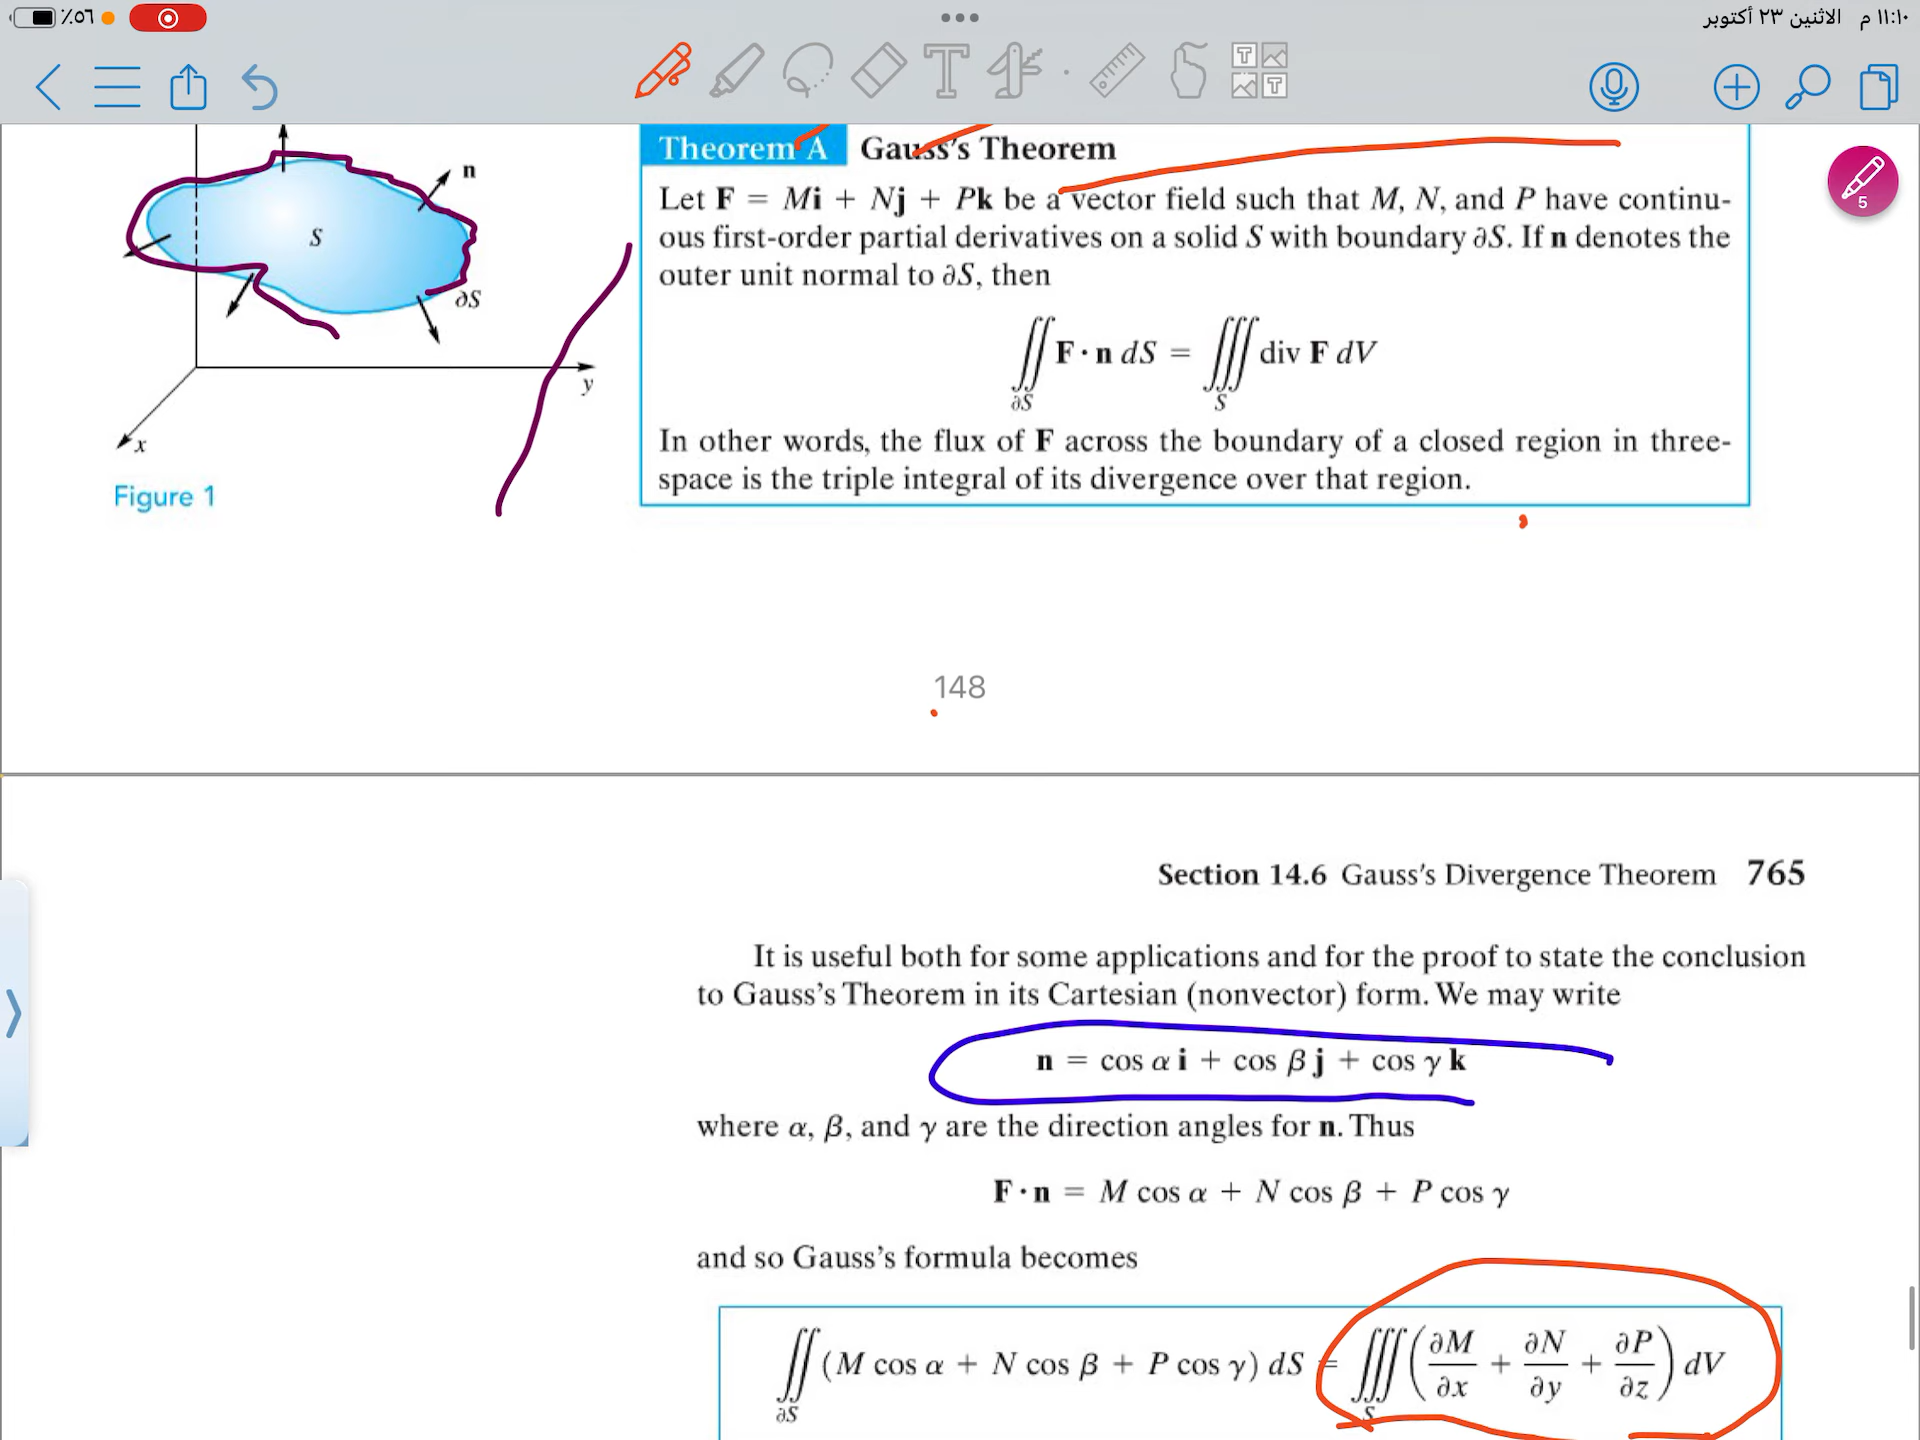 ٪٥٦
١١:١٠ م الاثنين ٢٣ أكتوبر
5
n
S
∂S
y
x
Figure 1
Theorem A Gauss's Theorem
Let F = Mi + Nj + Pk be a vector field such that M, N, and P have continu-
ous first-order partial derivatives on a solid S with boundary ∂S. If n denotes the
outer unit normal to ∂S, then
∬_∂S F · n dS = ∭_S div F dV
In other words, the flux of F across the boundary of a closed region in three-
space is the triple integral of its divergence over that region.
148
Section 14.6 Gauss's Divergence Theorem 765
It is useful both for some applications and for the proof to state the conclusion
to Gauss's Theorem in its Cartesian (nonvector) form. We may write
n = cos α i + cos β j + cos γ k
where α, β, and γ are the direction angles for n. Thus
F · n = M cos α + N cos β + P cos γ
and so Gauss's formula becomes
∬_∂S (M cos α + N cos β + P cos γ) dS = ∭_S (∂M/∂x + ∂N/∂y + ∂P/∂z) dV